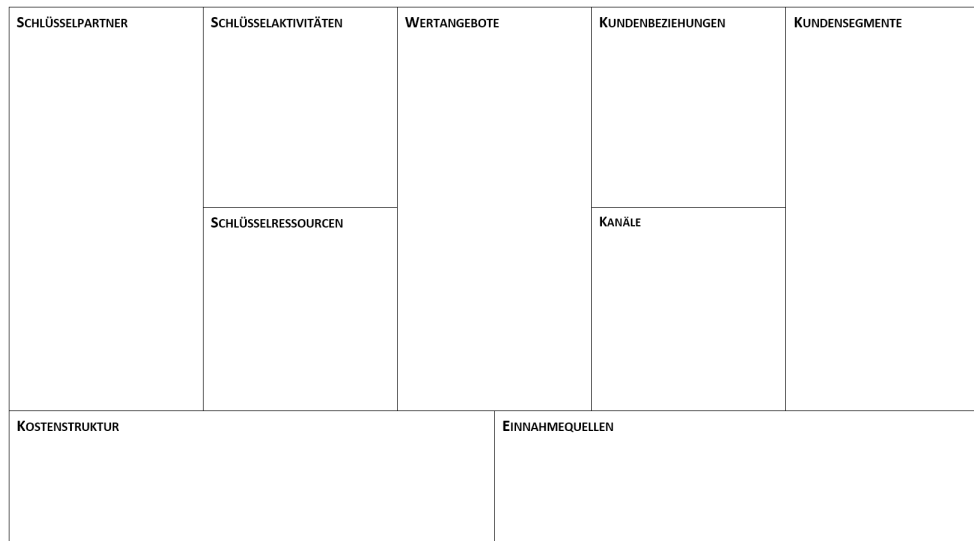 SCHLÜSSELPARTNER
SCHLÜSSELAKTIVITÄTEN
WERTANGEBOTE
KUNDENBEZIEHUNGEN
KUNDENSEGMENTE
SCHLÜSSELRESSOURCEN
KANÄLE
KOSTENSTRUKTUR
EINNAHMEQUELLEN